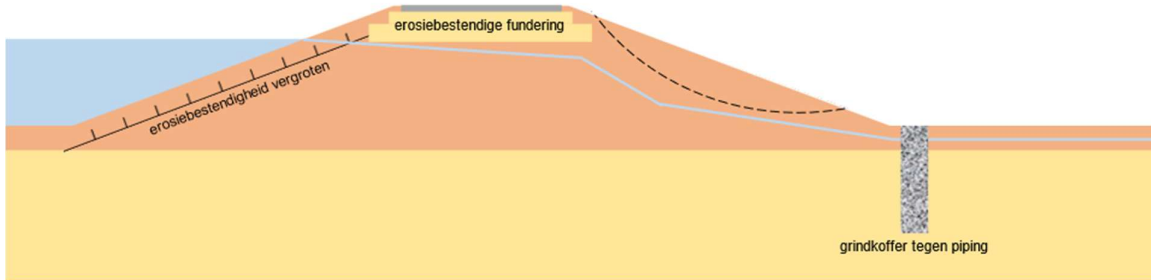 erosiebestendige fundering
erosiebestendigheid vergroten
grindkoffer tegen piping